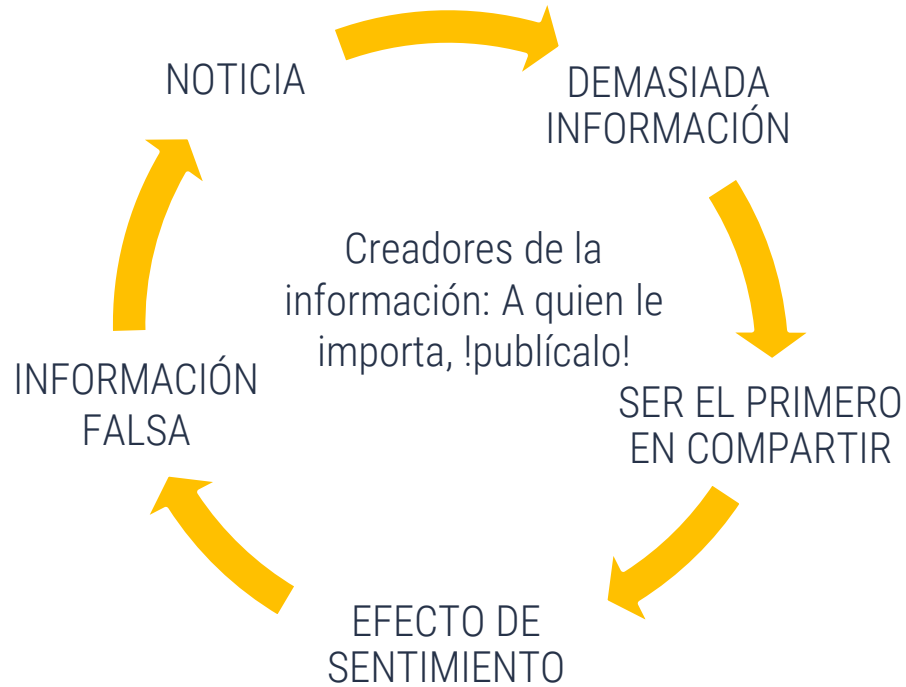 NOTICIA
DEMASIADA
INFORMACIÓN
Creadores de la
información: A quien le
importa, !publícalo!
SER EL PRIMERO
EN COMPARTIR
EFECTO DE
SENTIMIENTO
INFORMACIÓN
FALSA